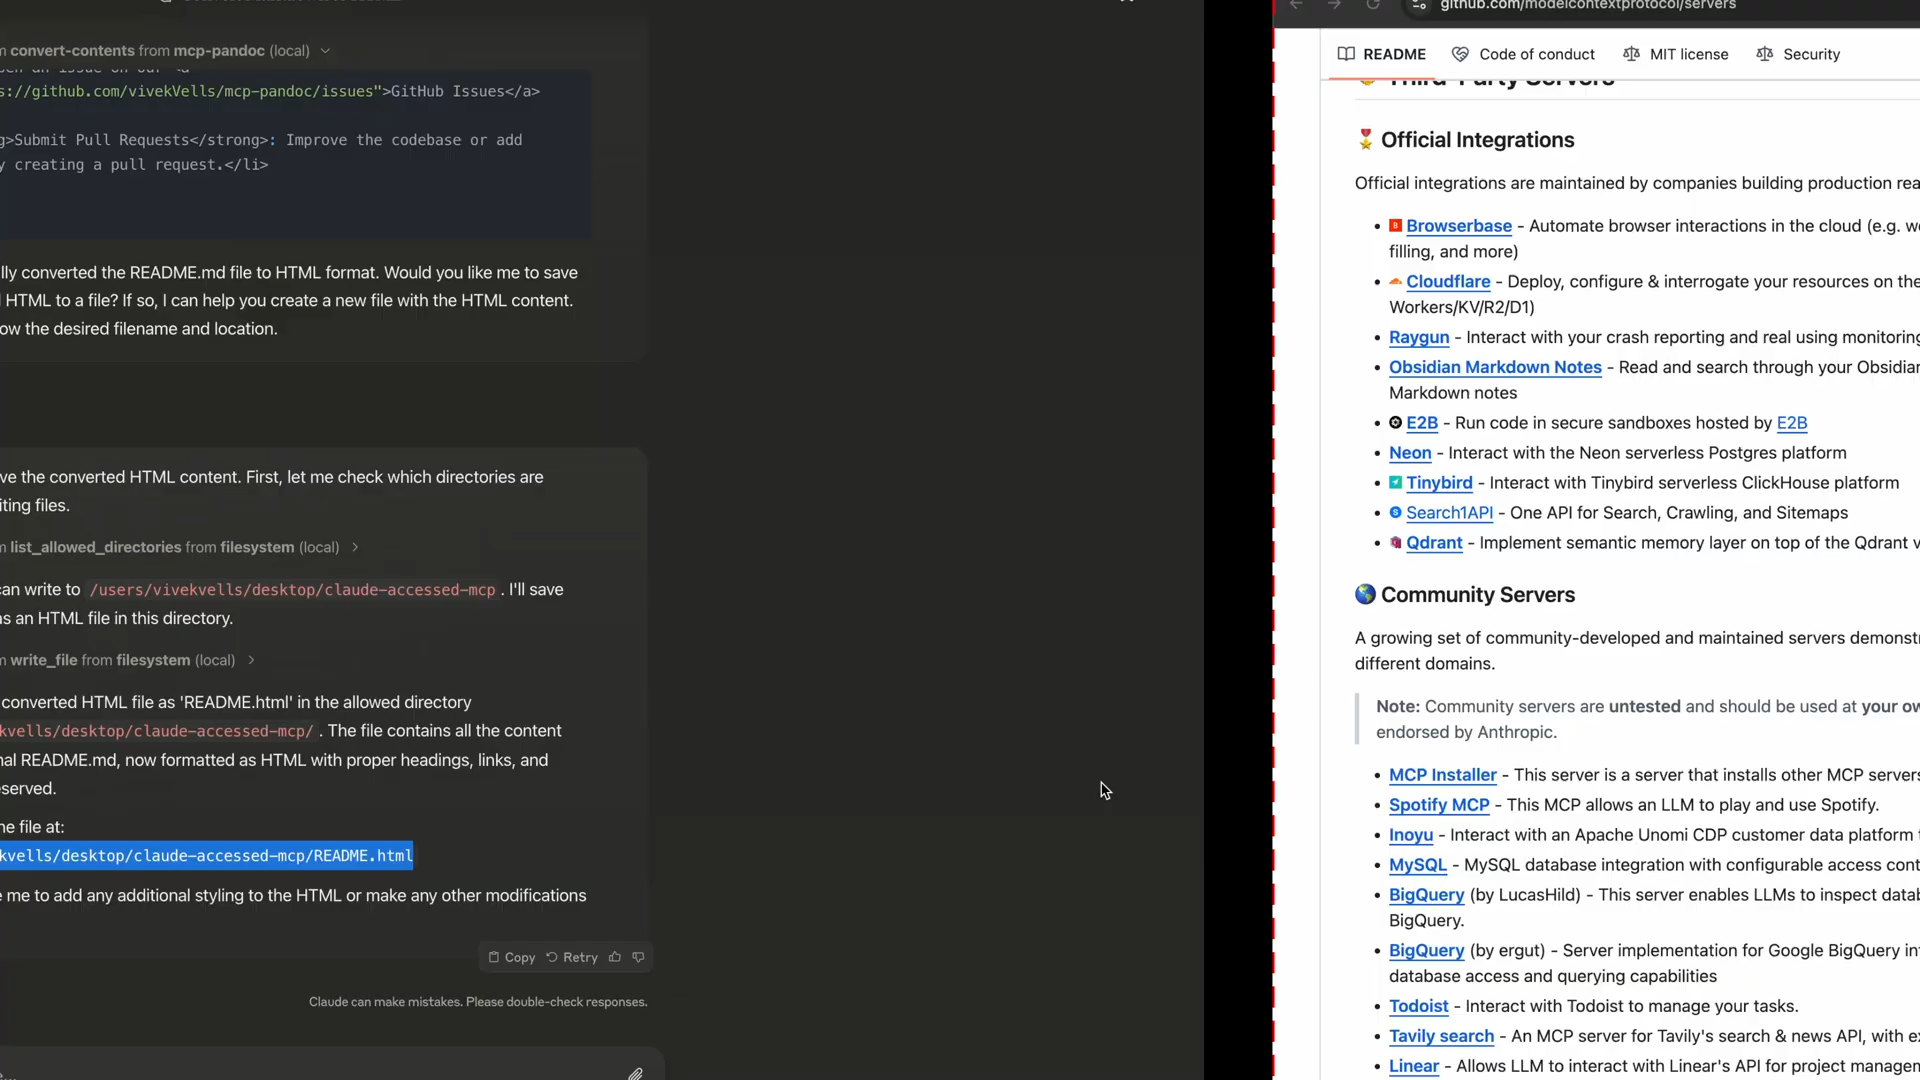 convert-contents from mcp-pandoc (local)
s://github.com/vivekVells/mcp-pandoc/issues">GitHub Issues</a>
g>Submit Pull Requests</strong>: Improve the codebase or add
y creating a pull request.</li>
lly converted the README.md file to HTML format. Would you like me to save
HTML to a file? If so, I can help you create a new file with the HTML content.
ow the desired filename and location.
ve the converted HTML content. First, let me check which directories are
iting files.
list_allowed_directories from filesystem (local)
can write to /users/vivekvells/desktop/claude-accessed-mcp . I'll save
as an HTML file in this directory.
write_file from filesystem (local)
converted HTML file as 'README.html' in the allowed directory
kvells/desktop/claude-accessed-mcp/ . The file contains all the content
nal README.md, now formatted as HTML with proper headings, links, and
eserved.
he file at:
kvells/desktop/claude-accessed-mcp/README.html
e me to add any additional styling to the HTML or make any other modifications
Copy Retry
Claude can make mistakes. Please double-check responses.
github.com/modelcontextprotocol/servers
README Code of conduct MIT license Security
Third-Party Servers
Official Integrations
Official integrations are maintained by companies building production rea
Browserbase - Automate browser interactions in the cloud (e.g. we
filling, and more)
Cloudflare - Deploy, configure & interrogate your resources on the
Workers/KV/R2/D1)
Raygun - Interact with your crash reporting and real using monitoring
Obsidian Markdown Notes - Read and search through your Obsidian
Markdown notes
E2B - Run code in secure sandboxes hosted by E2B
Neon - Interact with the Neon serverless Postgres platform
Tinybird - Interact with Tinybird serverless ClickHouse platform
Search1API - One API for Search, Crawling, and Sitemaps
Qdrant - Implement semantic memory layer on top of the Qdrant v
Community Servers
A growing set of community-developed and maintained servers demonstr
different domains.
Note: Community servers are untested and should be used at your ow
endorsed by Anthropic.
MCP Installer - This server is a server that installs other MCP servers
Spotify MCP - This MCP allows an LLM to play and use Spotify.
Inoyu - Interact with an Apache Unomi CDP customer data platform t
MySQL - MySQL database integration with configurable access cont
BigQuery (by LucasHild) - This server enables LLMs to inspect datab
BigQuery.
BigQuery (by ergut) - Server implementation for Google BigQuery in
database access and querying capabilities
Todoist - Interact with Todoist to manage your tasks.
Tavily search - An MCP server for Tavily's search & news API, with ex
Linear - Allows LLM to interact with Linear's API for project managem